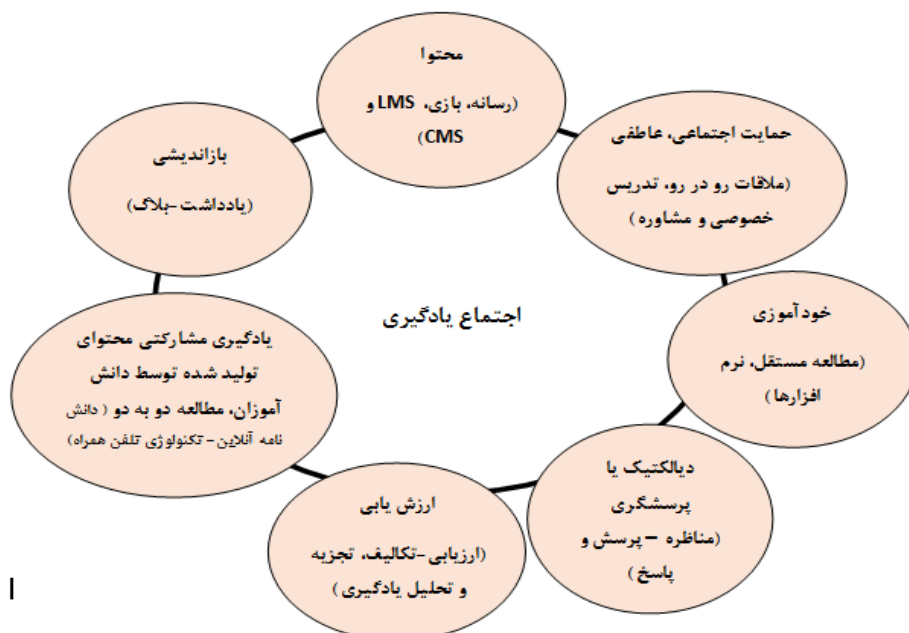 محتوا
(رسانه، بازی، LMS و
CMS)
حمایت اجتماعی، عاطفی
(ملاقات رو در رو، تدریس
خصوصی و مشاوره)
خودآموزی
(مطالعه مستقل، نرم
افزارها)
دیالکتیک یا
پرسشگری
(مناظره – پرسش و
پاسخ)
ارزش یابی
(ارزیابی-تکالیف، تجزیه
و تحلیل یادگیری)
یادگیری مشارکتی محتوای
تولید شده توسط دانش
آموزان، مطالعه دو به دو (دانش
نامه آنلاین-تکنولوژی تلفن همراه)
بازاندیشی
(یادداشت-بلاگ)
اجتماع یادگیری